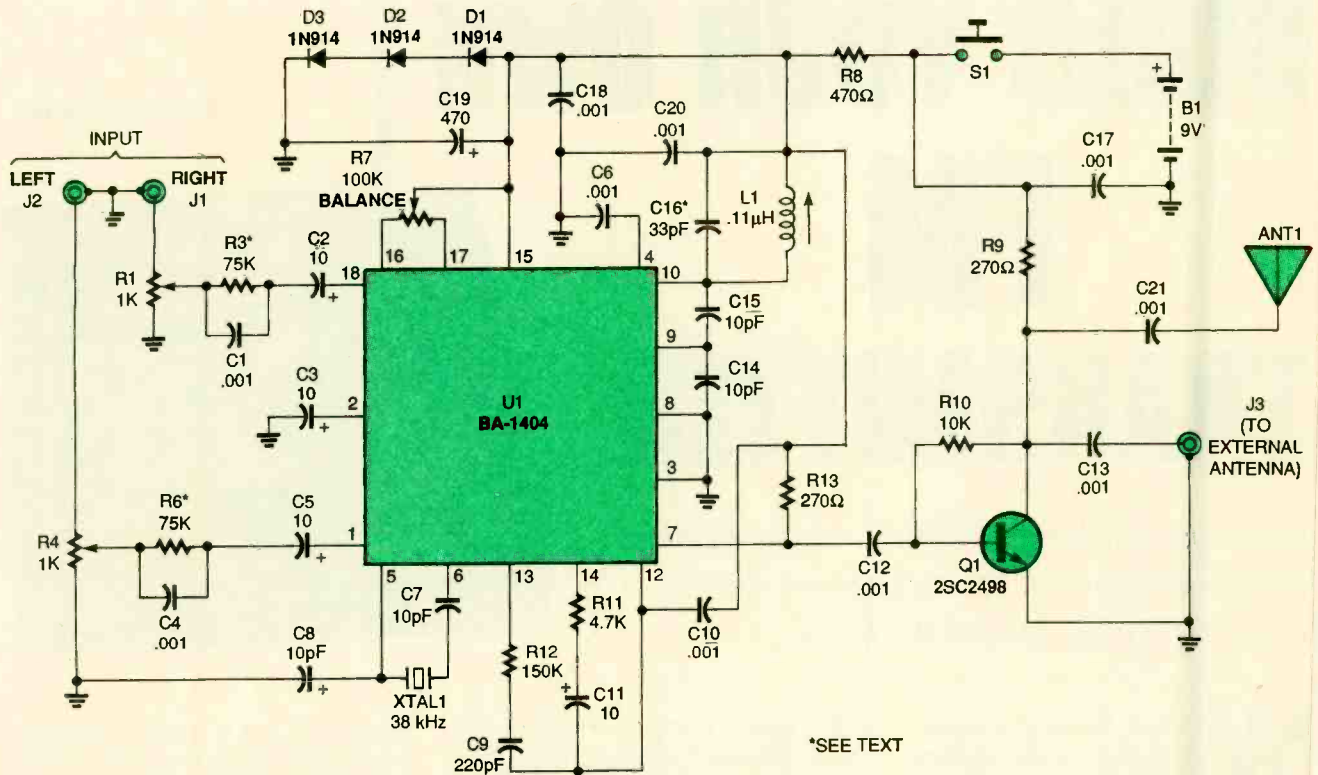 D3
1N914
D2
1N914
D1
1N914
R8
470Ω
S1
+
B1
9V
C18
.001
C19
470
+
C20
.001
C17
.001
INPUT
LEFT
J2
RIGHT
J1
R7
100K
BALANCE
C6
.001
C16*
33pF
L1
.11µH
R9
270Ω
ANT1
R3*
75K
C2
10
+
R1
1K
C1
.001
16
17
15
4
18
10
C15
10pF
C21
.001
9
C3
10
+
2
U1
BA-1404
C14
10pF
8
R10
10K
J3
(TO
EXTERNAL
ANTENNA)
C13
.001
3
R13
270Ω
R6*
75K
C5
10
+
R4
1K
C4
.001
1
7
C12
.001
Q1
2SC2498
5
6
13
14
12
C7
10pF
R11
4.7K
C10
.001
C8
10pF
+
R12
150K
XTAL1
38 kHz
+
C11
10
C9
220pF
*SEE TEXT